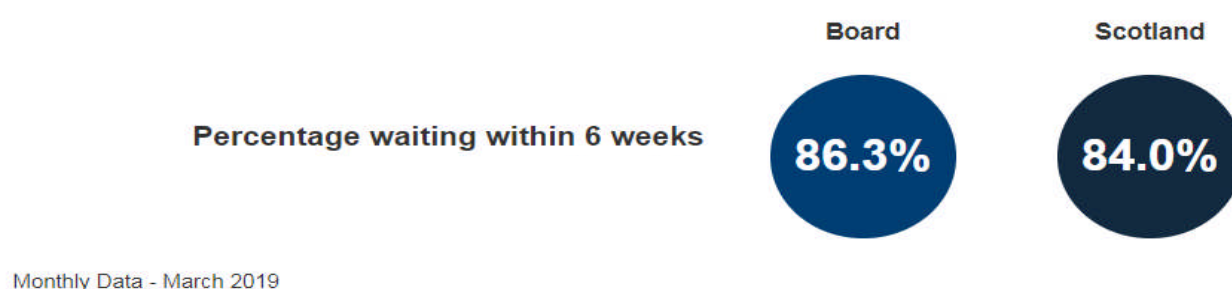 Board Scotland
Percentage waiting within 6 weeks 86.3% 84.0%
Monthly Data - March 2019